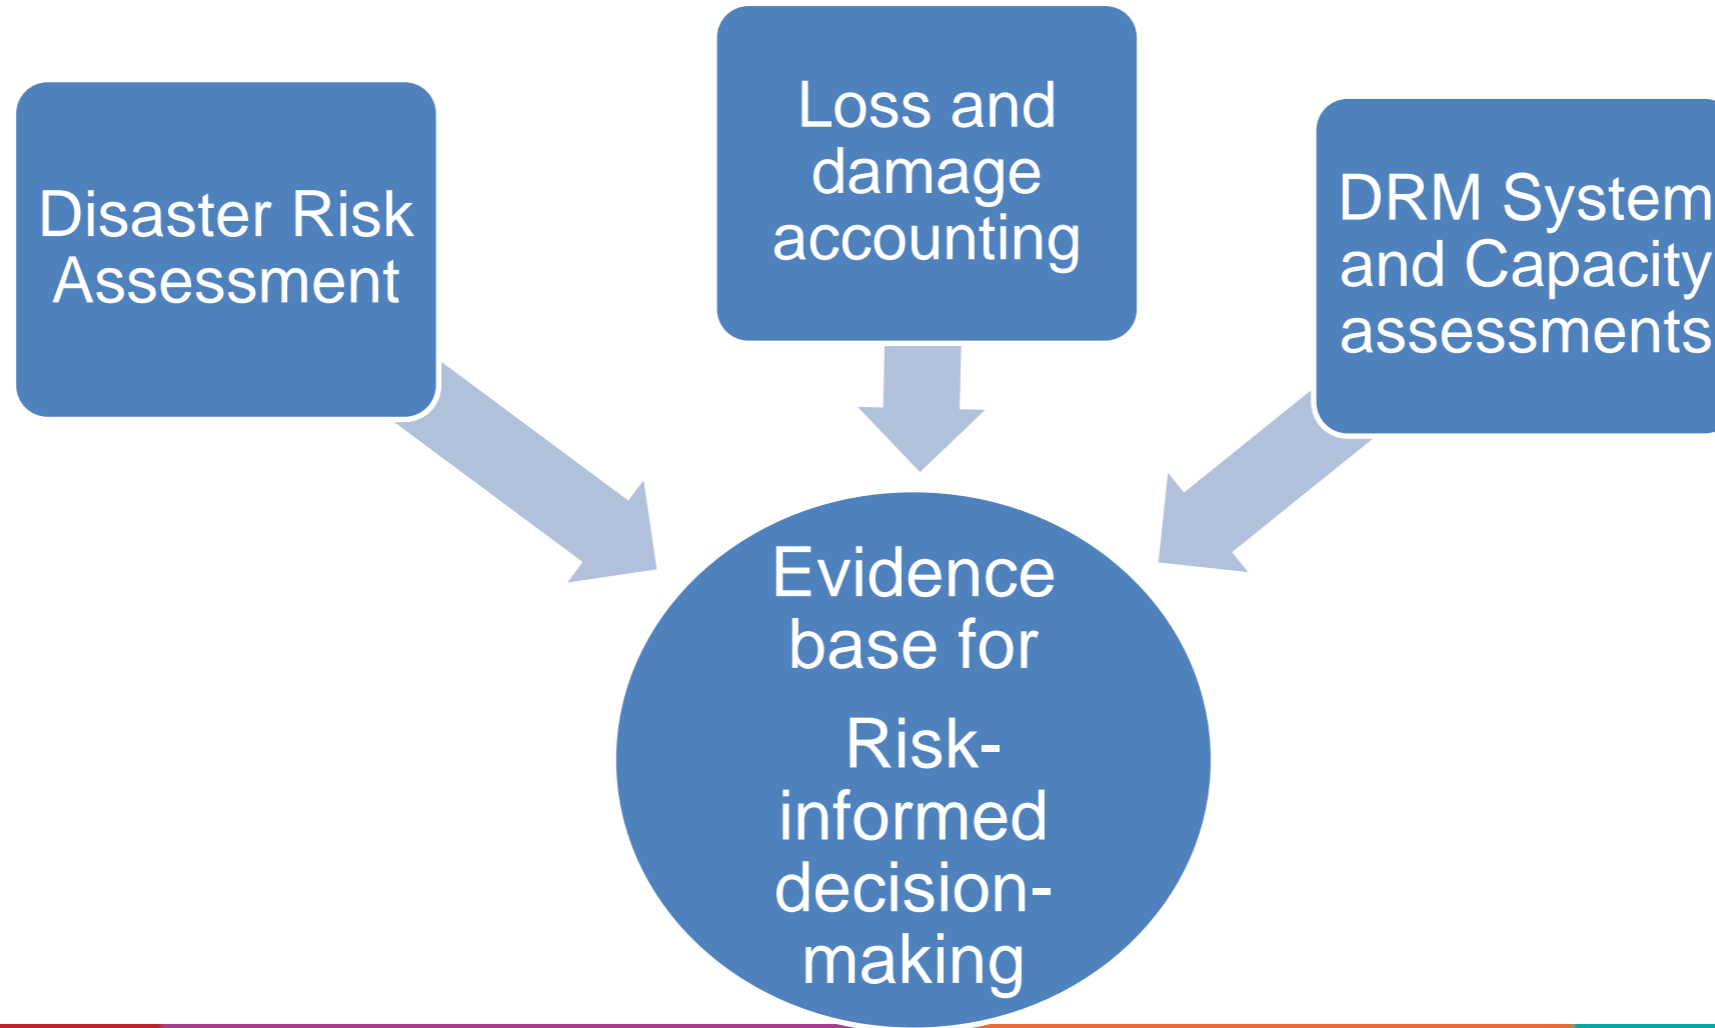 Disaster Risk
Assessment
Loss and
damage
accounting
DRM System
and Capacity
assessments
Evidence
base for
Risk-
informed
decision-
making